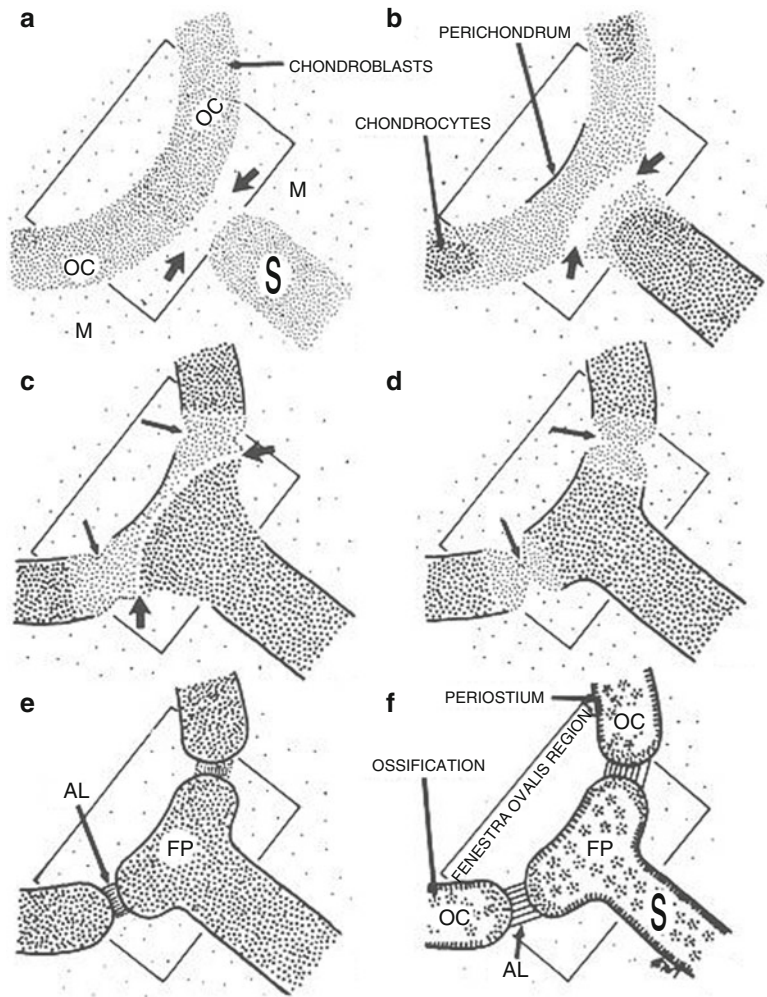 a
CHONDROBLASTS
OC
OC
M
M
S
b
PERICHONDRUM
CHONDROCYTES
c
d
e
AL
FP
f
PERIOSTIUM
OC
OSSIFICATION
FENESTRA OVALIS REGION
FP
OC
S
AL